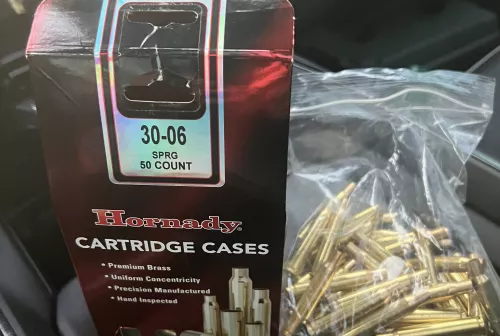 30-06
SPRG
50 COUNT
Hornady
CARTRIDGE CASES
• Premium Brass
• Uniform Concentricity
• Precision Manufactured
• Hand Inspected